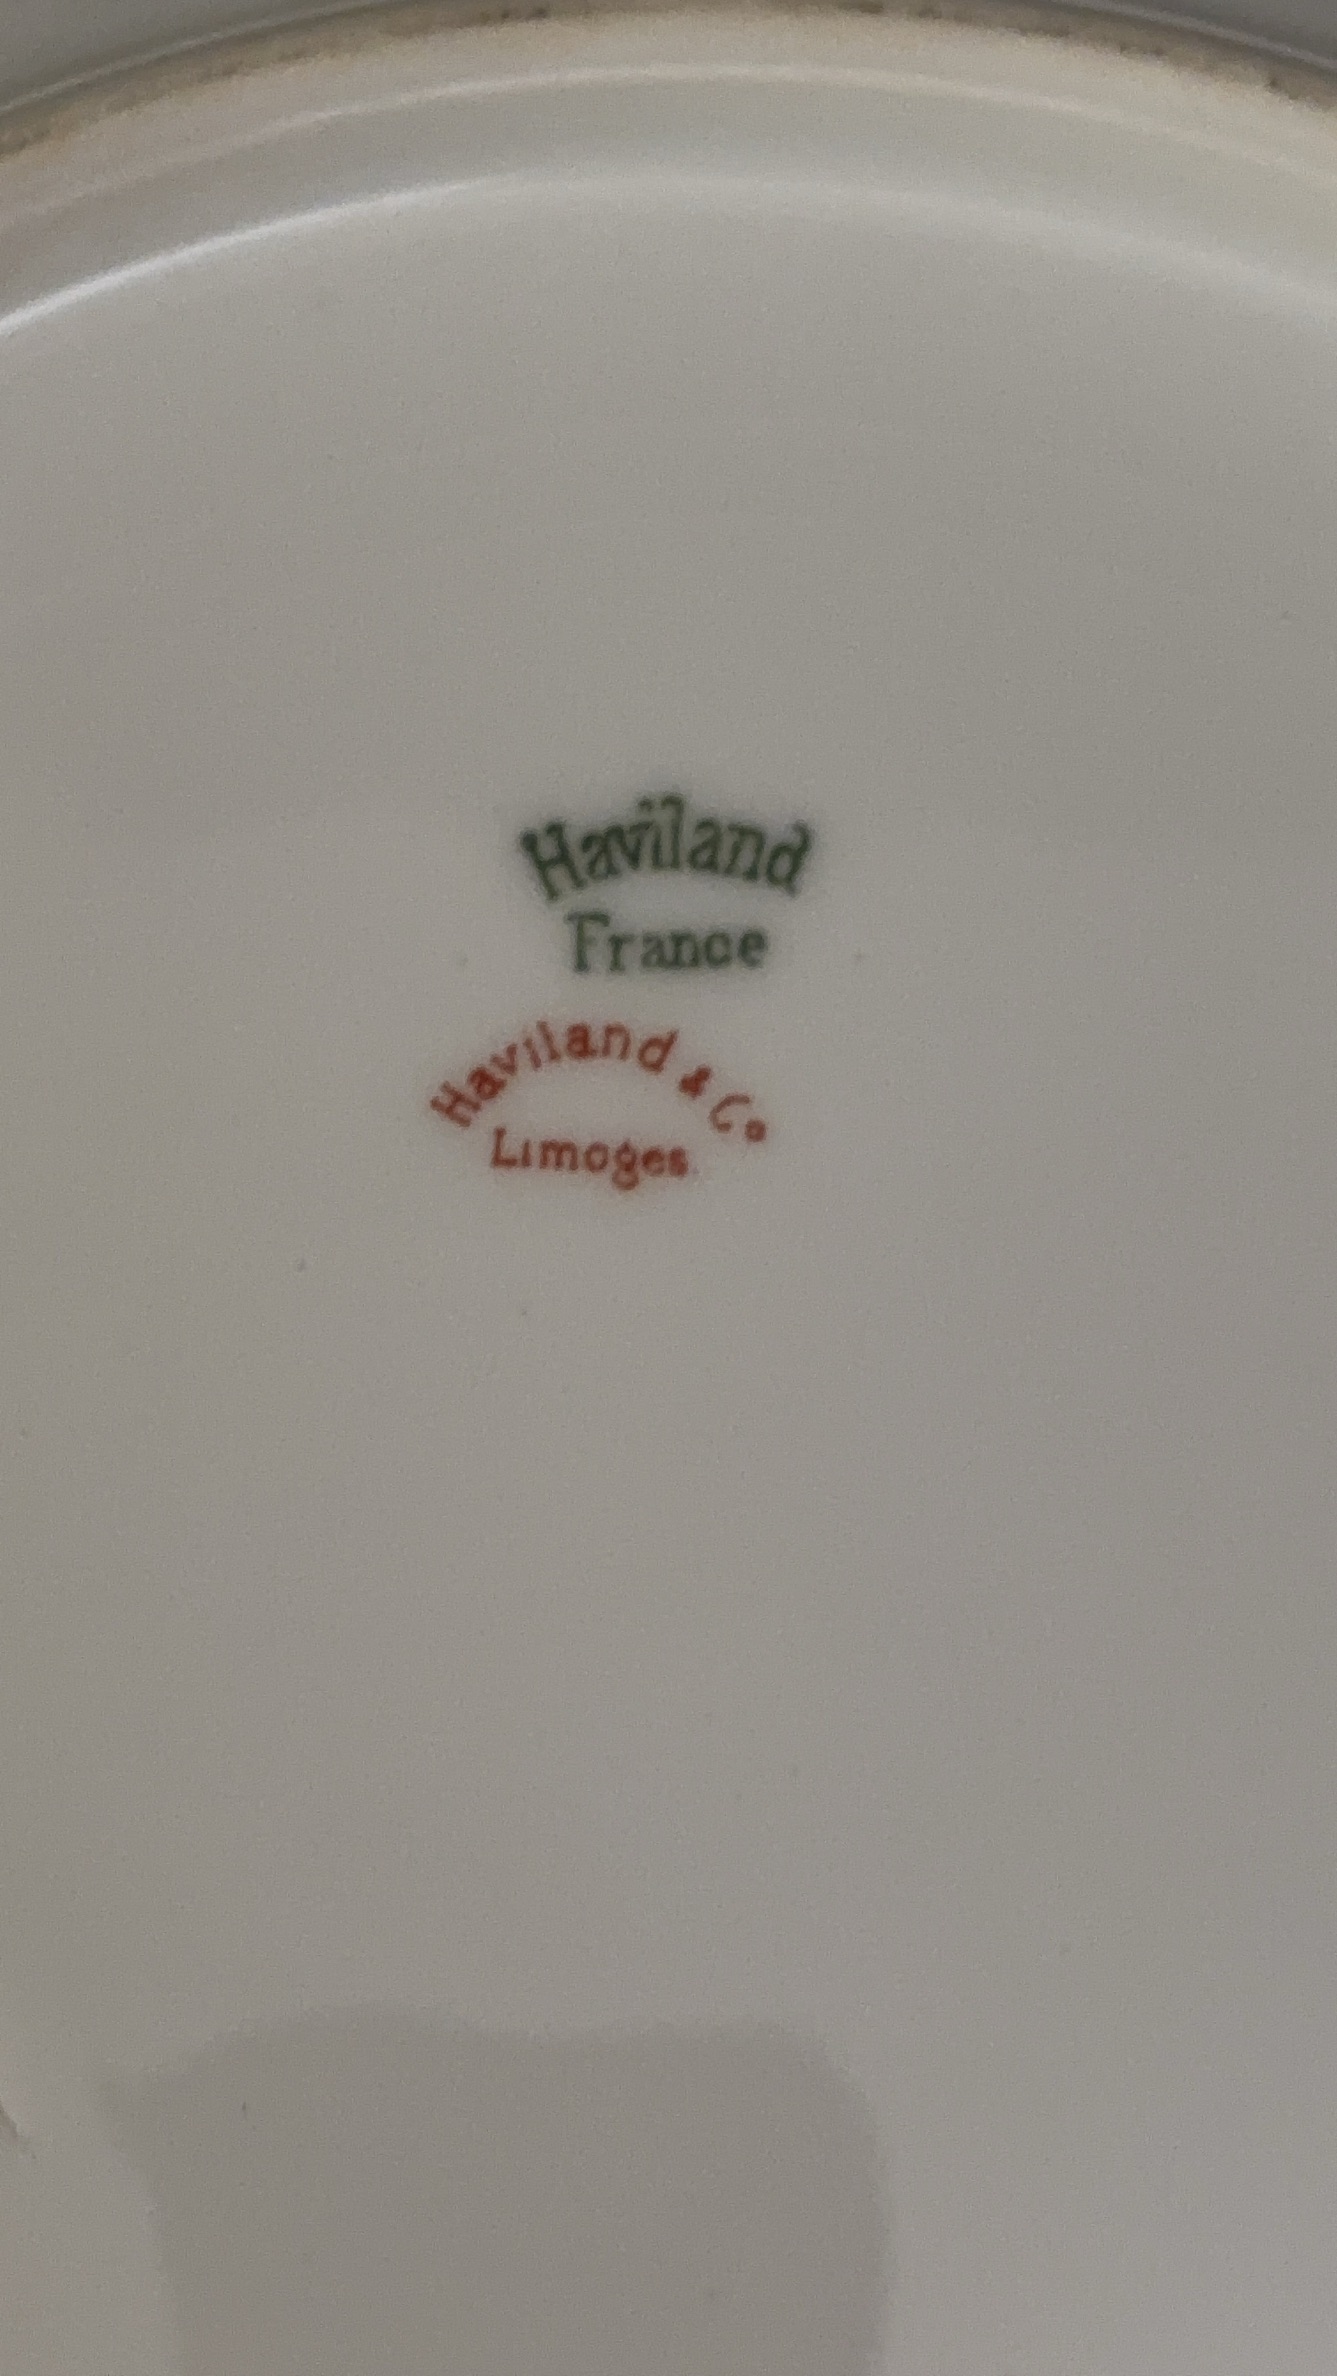 Haviland
France
Haviland & Co
Limoges.